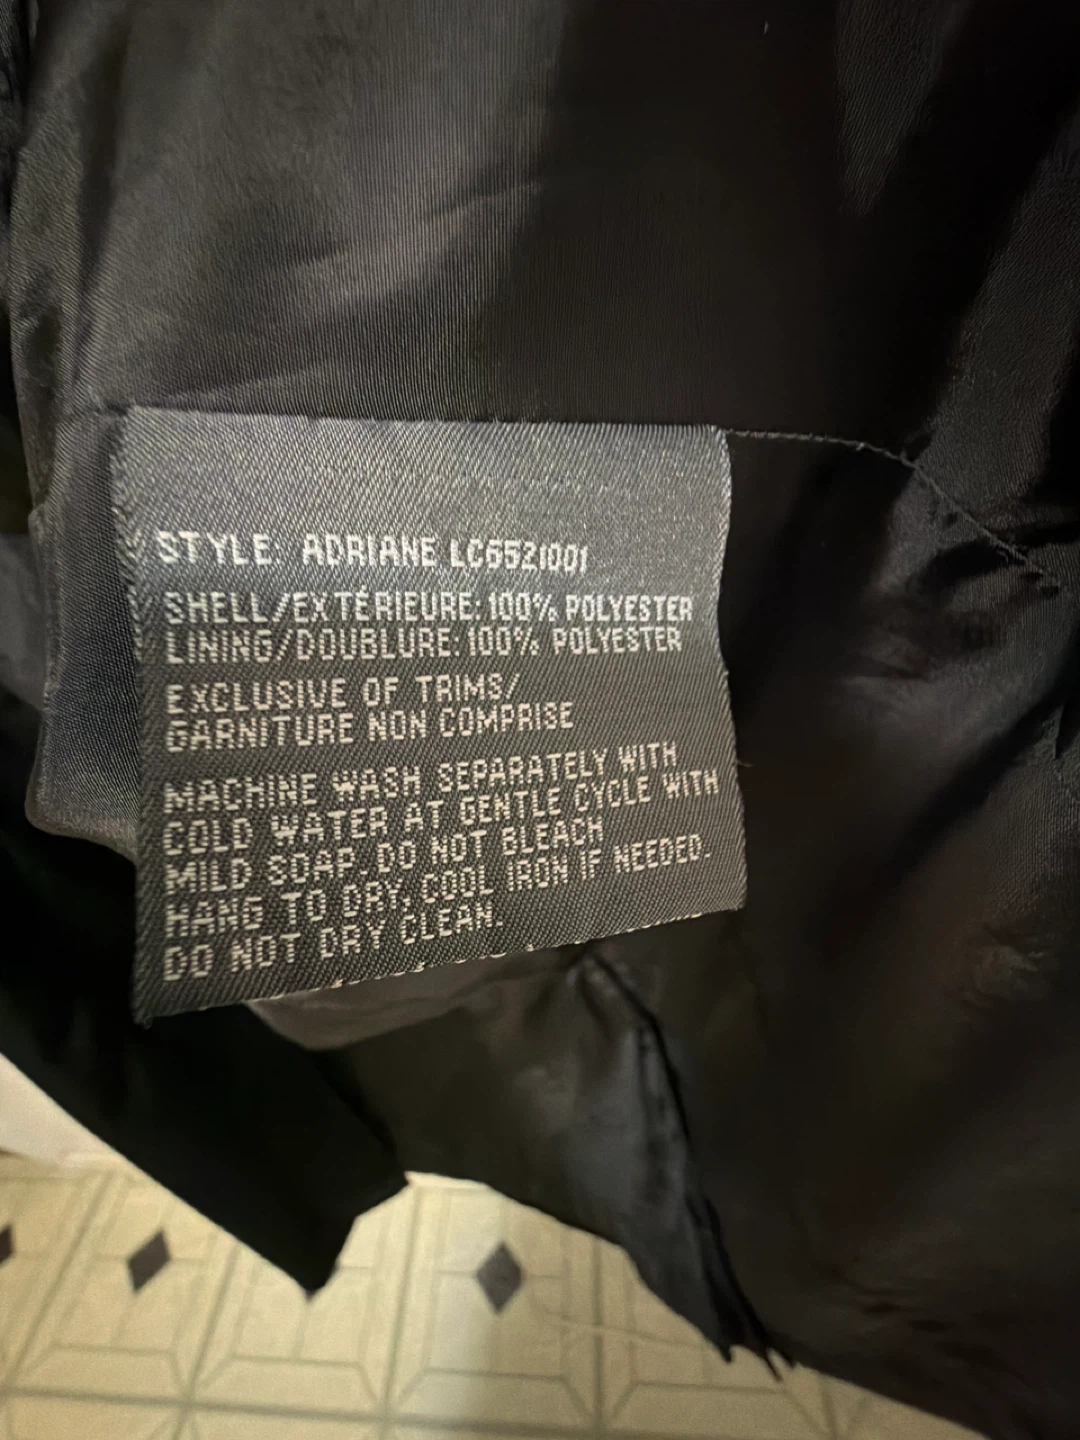 STYLE: ADRIANE LC6521001
SHELL/EXTÉRIEURE: 100% POLYESTER
LINING/DOUBLURE: 100% POLYESTER
EXCLUSIVE OF TRIMS/
GARNITURE NON COMPRISE
MACHINE WASH SEPARATELY WITH
COLD WATER AT GENTLE CYCLE WITH
MILD SOAP. DO NOT BLEACH
HANG TO DRY, COOL IRON IF NEEDED.
DO NOT DRY CLEAN.